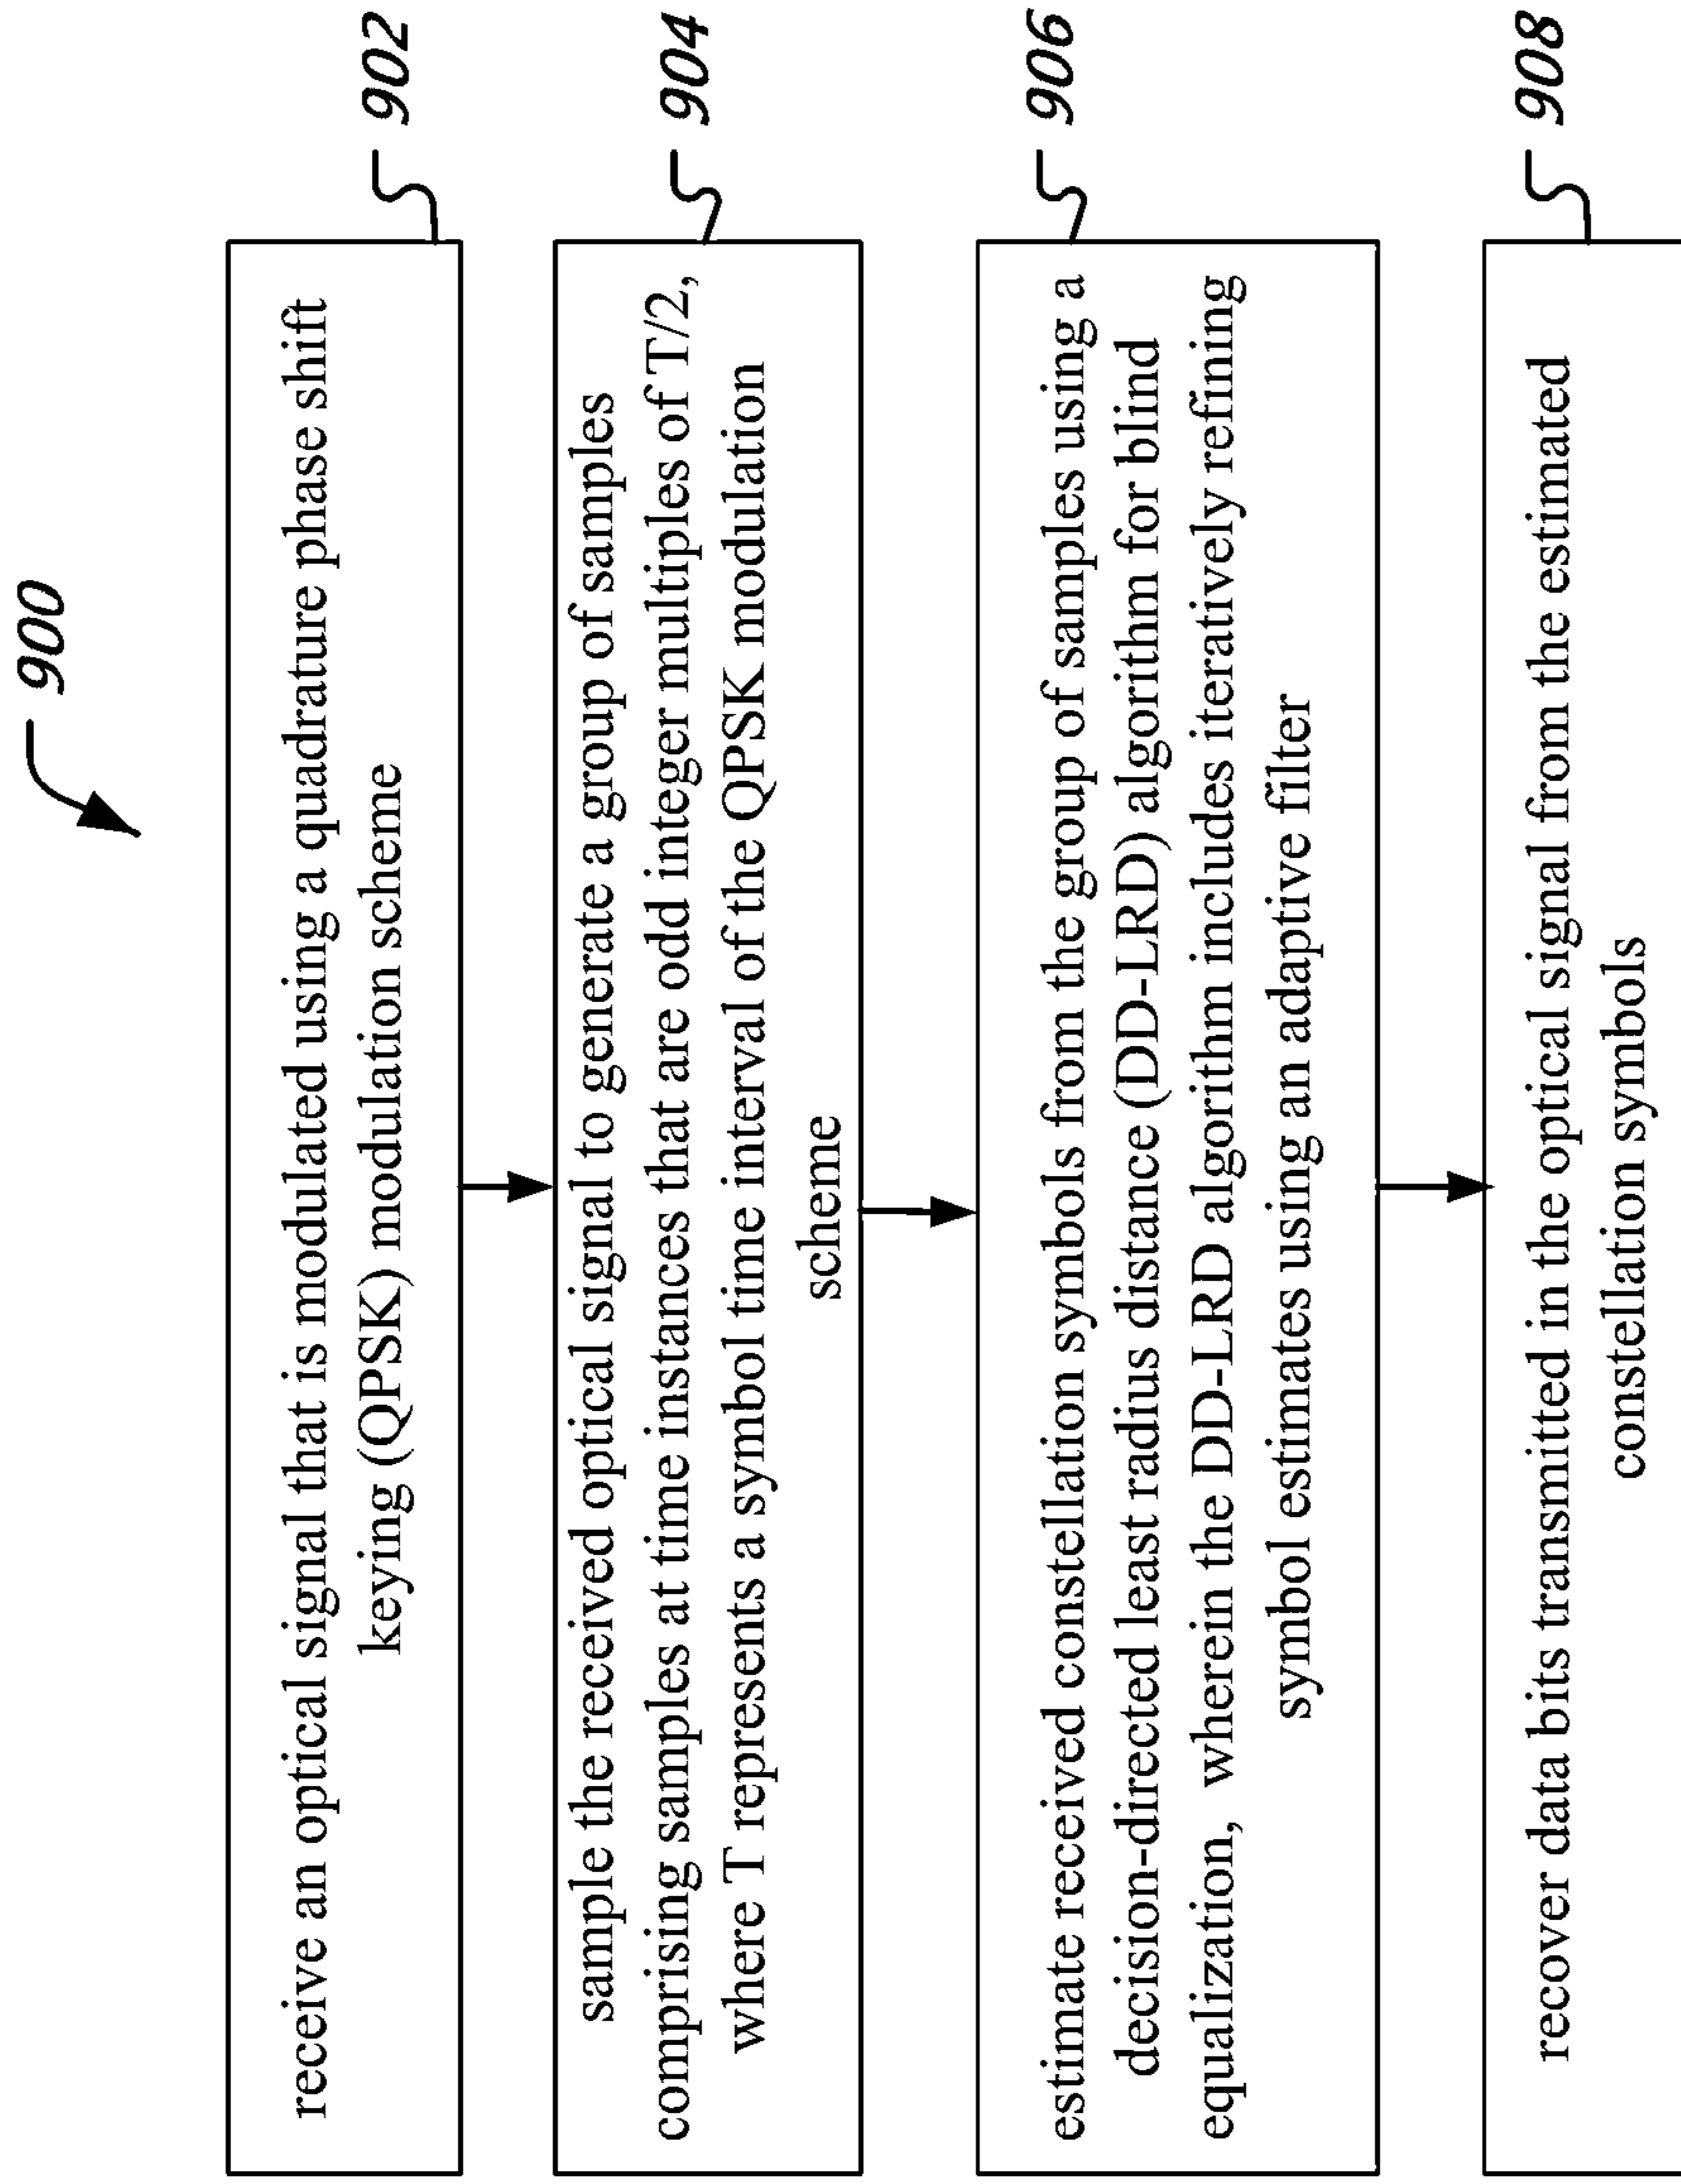 900
receive an optical signal that is modulated using a quadrature phase shift
keying (QPSK) modulation scheme
902
sample the received optical signal to generate a group of samples
comprising samples at time instances that are odd integer multiples of T/2,
where T represents a symbol time interval of the QPSK modulation
scheme
904
estimate received constellation symbols from the group of samples using a
decision-directed least radius distance (DD-LRD) algorithm for blind
equalization, wherein the DD-LRD algorithm includes iteratively refining
symbol estimates using an adaptive filter
906
recover data bits transmitted in the optical signal from the estimated
constellation symbols
908